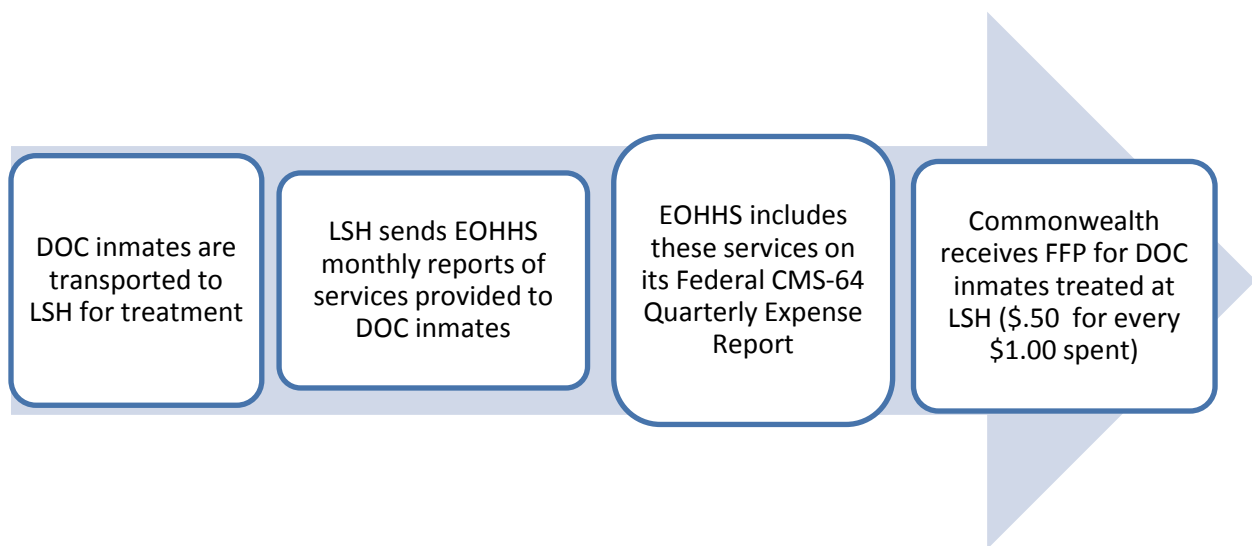 DOC inmates are
transported to
LSH for treatment
LSH sends EOHHS
monthly reports of
services provided to
DOC inmates
EOHHS includes
these services on
its Federal CMS-64
Quarterly Expense
Report
Commonwealth
receives FFP for DOC
inmates treated at
LSH ($.50  for every
$1.00 spent)